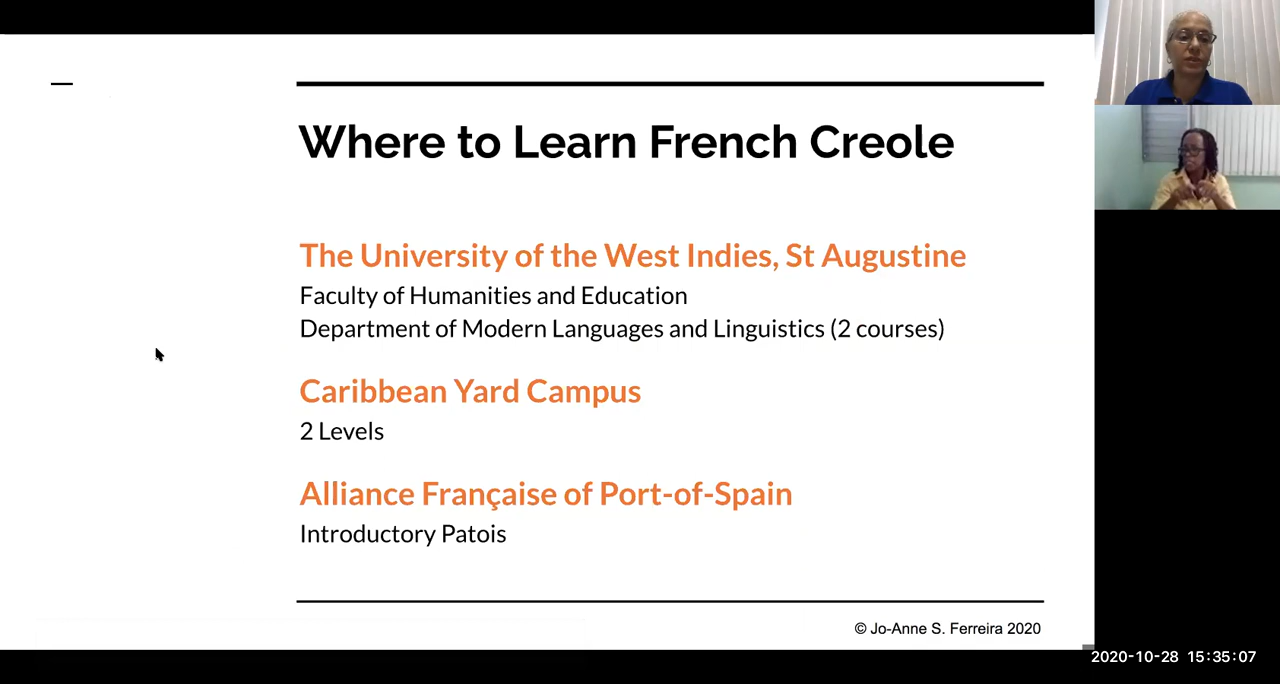 Where to Learn French Creole
The University of the West Indies, St Augustine
Faculty of Humanities and Education
Department of Modern Languages and Linguistics (2 courses)
Caribbean Yard Campus
2 Levels
Alliance Française of Port-of-Spain
Introductory Patois
© Jo-Anne S. Ferreira 2020
2020-10-28 15:35:07